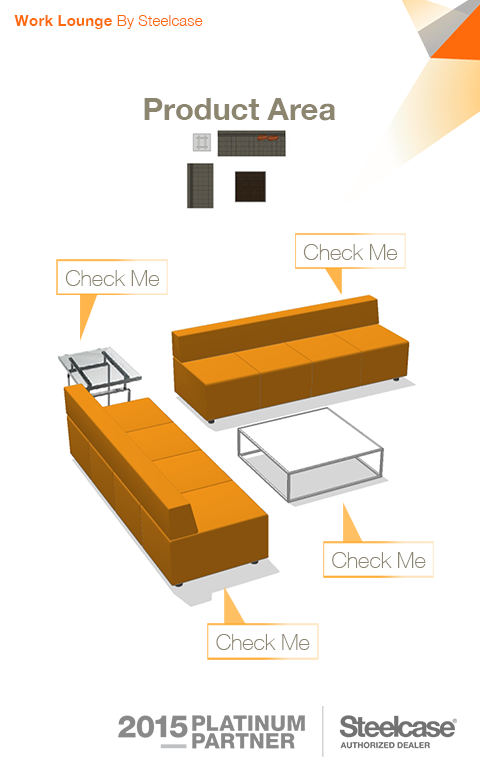 Work Lounge By Steelcase
Product Area
Check Me
Check Me
Check Me
Check Me
2015 PLATINUM PARTNER
Steelcase®
AUTHORIZED DEALER